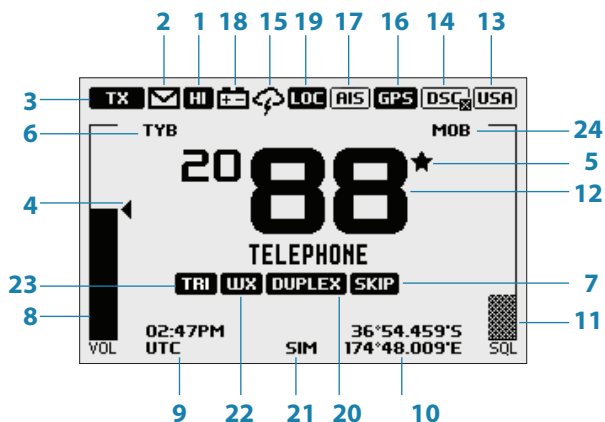 2 1 18 15 19 17 16 14 13
3 TX HI LOC AIS GPS DSC USA
6 TYB MOB 24
20 88 5
12
4
TELEPHONE
23 TRI WX DUPLEX SKIP 7
8 11
02:47PM 36°54.459'S
VOL UTC SIM 174°48.009'E SQL
9 22 21 20 10